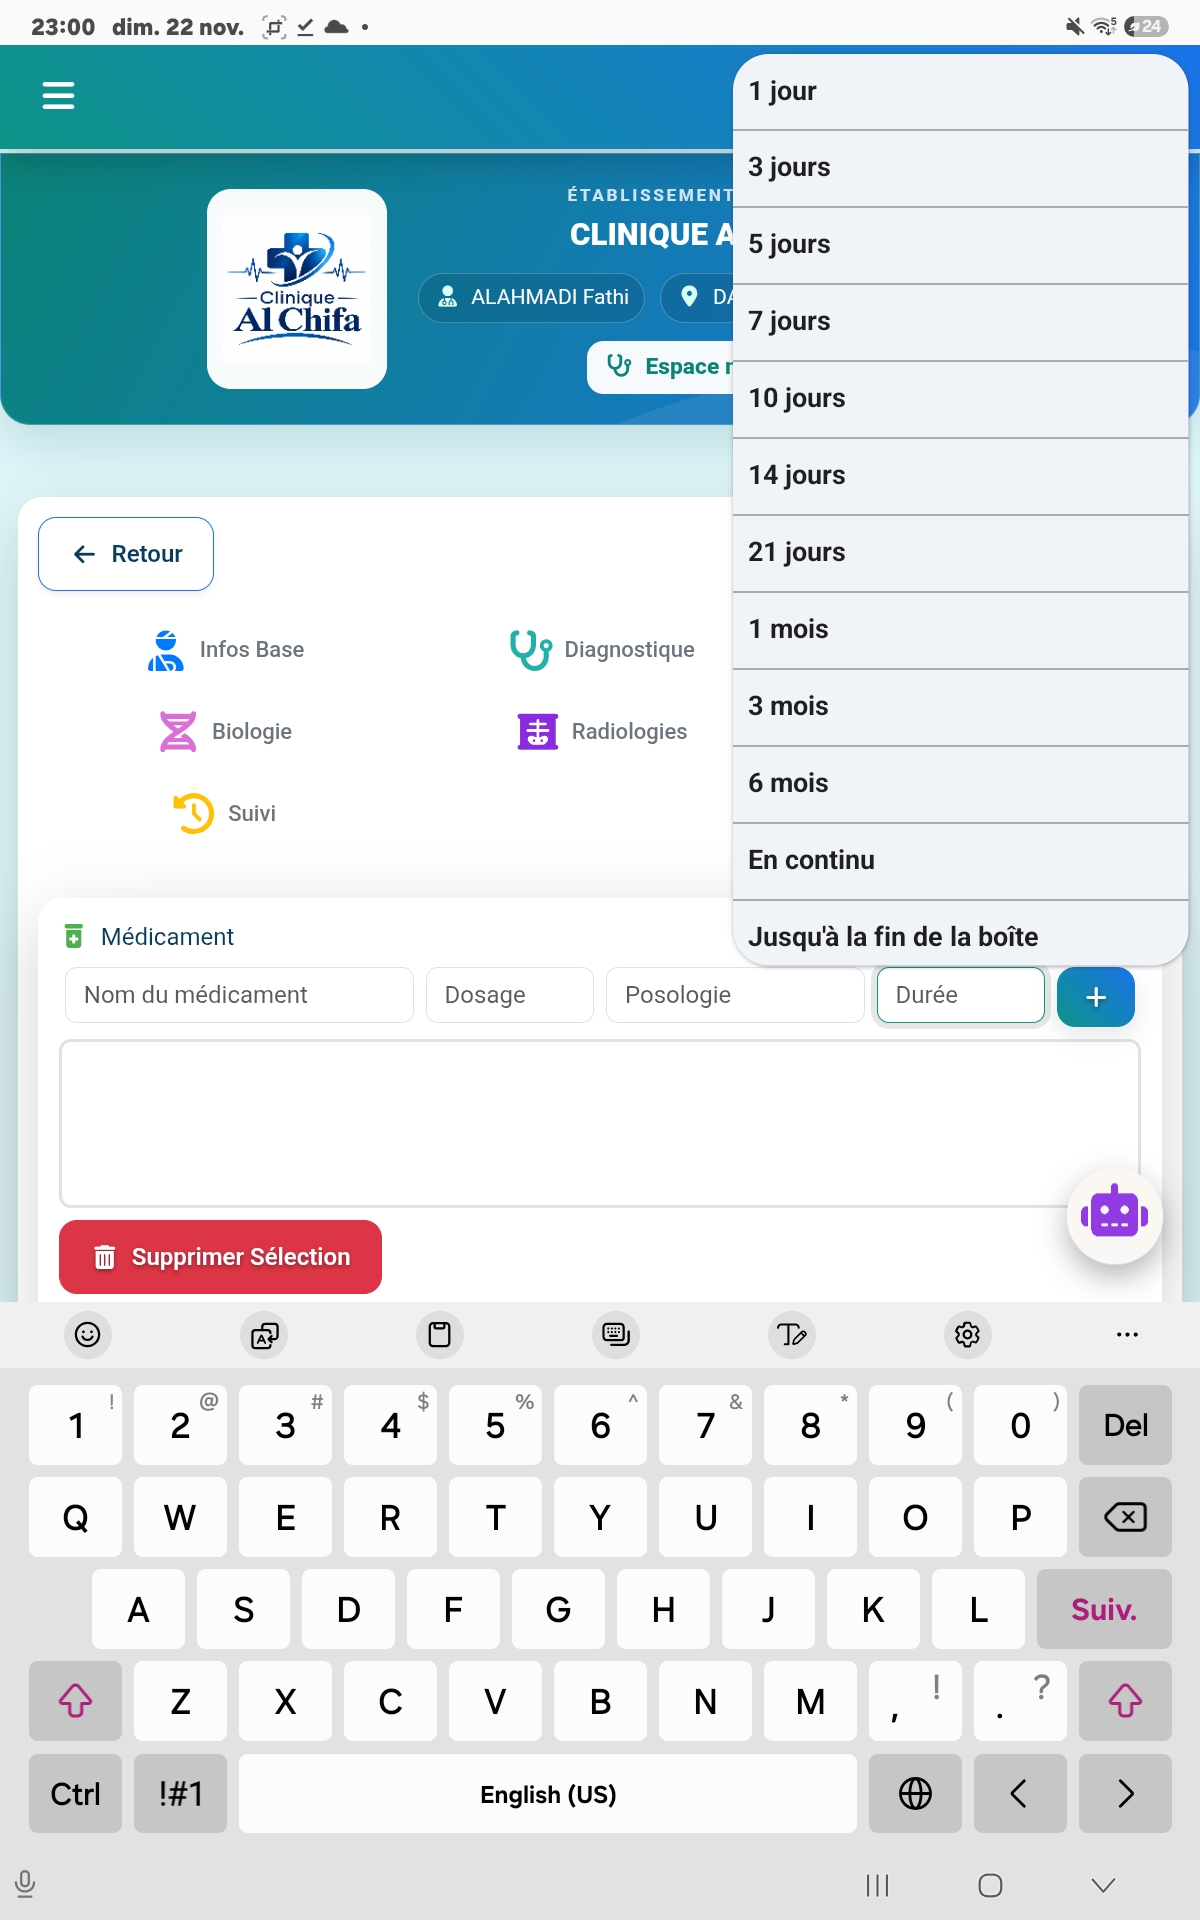 23:00 dim. 22 nov.
24
ÉTABLISSEMENT
CLINIQUE A
ALAHMADI Fathi
Clinique
Al Chifa
Espace
1 jour
3 jours
5 jours
7 jours
10 jours
14 jours
21 jours
1 mois
3 mois
6 mois
En continu
Jusqu'à la fin de la boîte
Retour
Infos Base
Diagnostique
Biologie
Radiologies
Suivi
Médicament
Nom du médicament
Dosage
Posologie
Durée
+
Supprimer Sélection
1 ! 2 @ 3 # 4 $ 5 % 6 ^ 7 & 8 * 9 ( 0 ) Del
Q W E R T Y U I O P
A S D F G H J K L Suiv.
Z X C V B N M , ! . ?
Ctrl !#1 English (US) < >